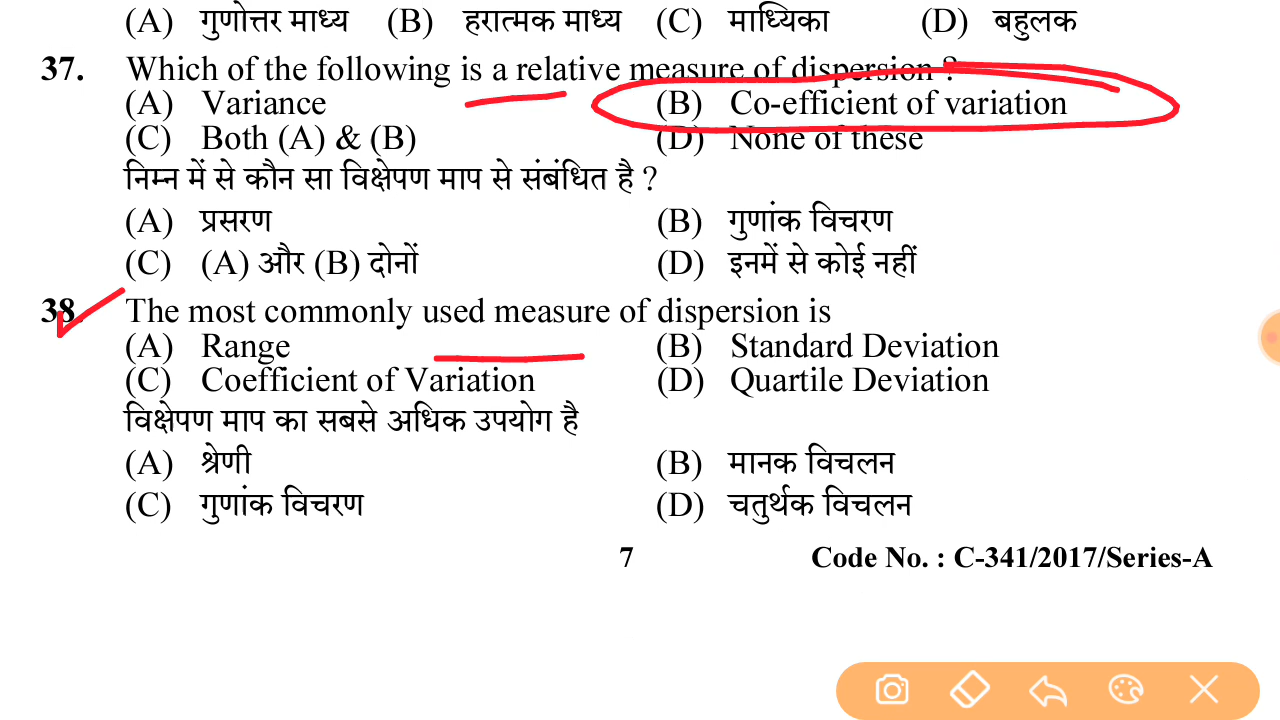 (A) गुणोत्तर माध्य (B) हरात्मक माध्य (C) माध्यिका (D) बहुलक
37. Which of the following is a relative measure of dispersion ?
(A) Variance (B) Co-efficient of variation
(C) Both (A) & (B) (D) None of these
निम्न में से कौन सा विक्षेपण माप से संबंधित है ?
(A) प्रसरण (B) गुणांक विचरण
(C) (A) और (B) दोनों (D) इनमें से कोई नहीं
38. The most commonly used measure of dispersion is
(A) Range (B) Standard Deviation
(C) Coefficient of Variation (D) Quartile Deviation
विक्षेपण माप का सबसे अधिक उपयोग है
(A) श्रेणी (B) मानक विचलन
(C) गुणांक विचरण (D) चतुर्थक विचलन
7 Code No. : C-341/2017/Series-A